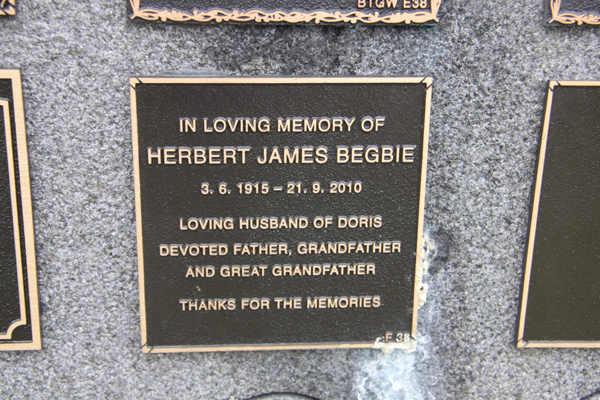 BTGW E38
IN LOVING MEMORY OF
HERBERT JAMES BEGBIE
3. 6. 1915 – 21. 9. 2010
LOVING HUSBAND OF DORIS
DEVOTED FATHER, GRANDFATHER
AND GREAT GRANDFATHER
THANKS FOR THE MEMORIES
F 38